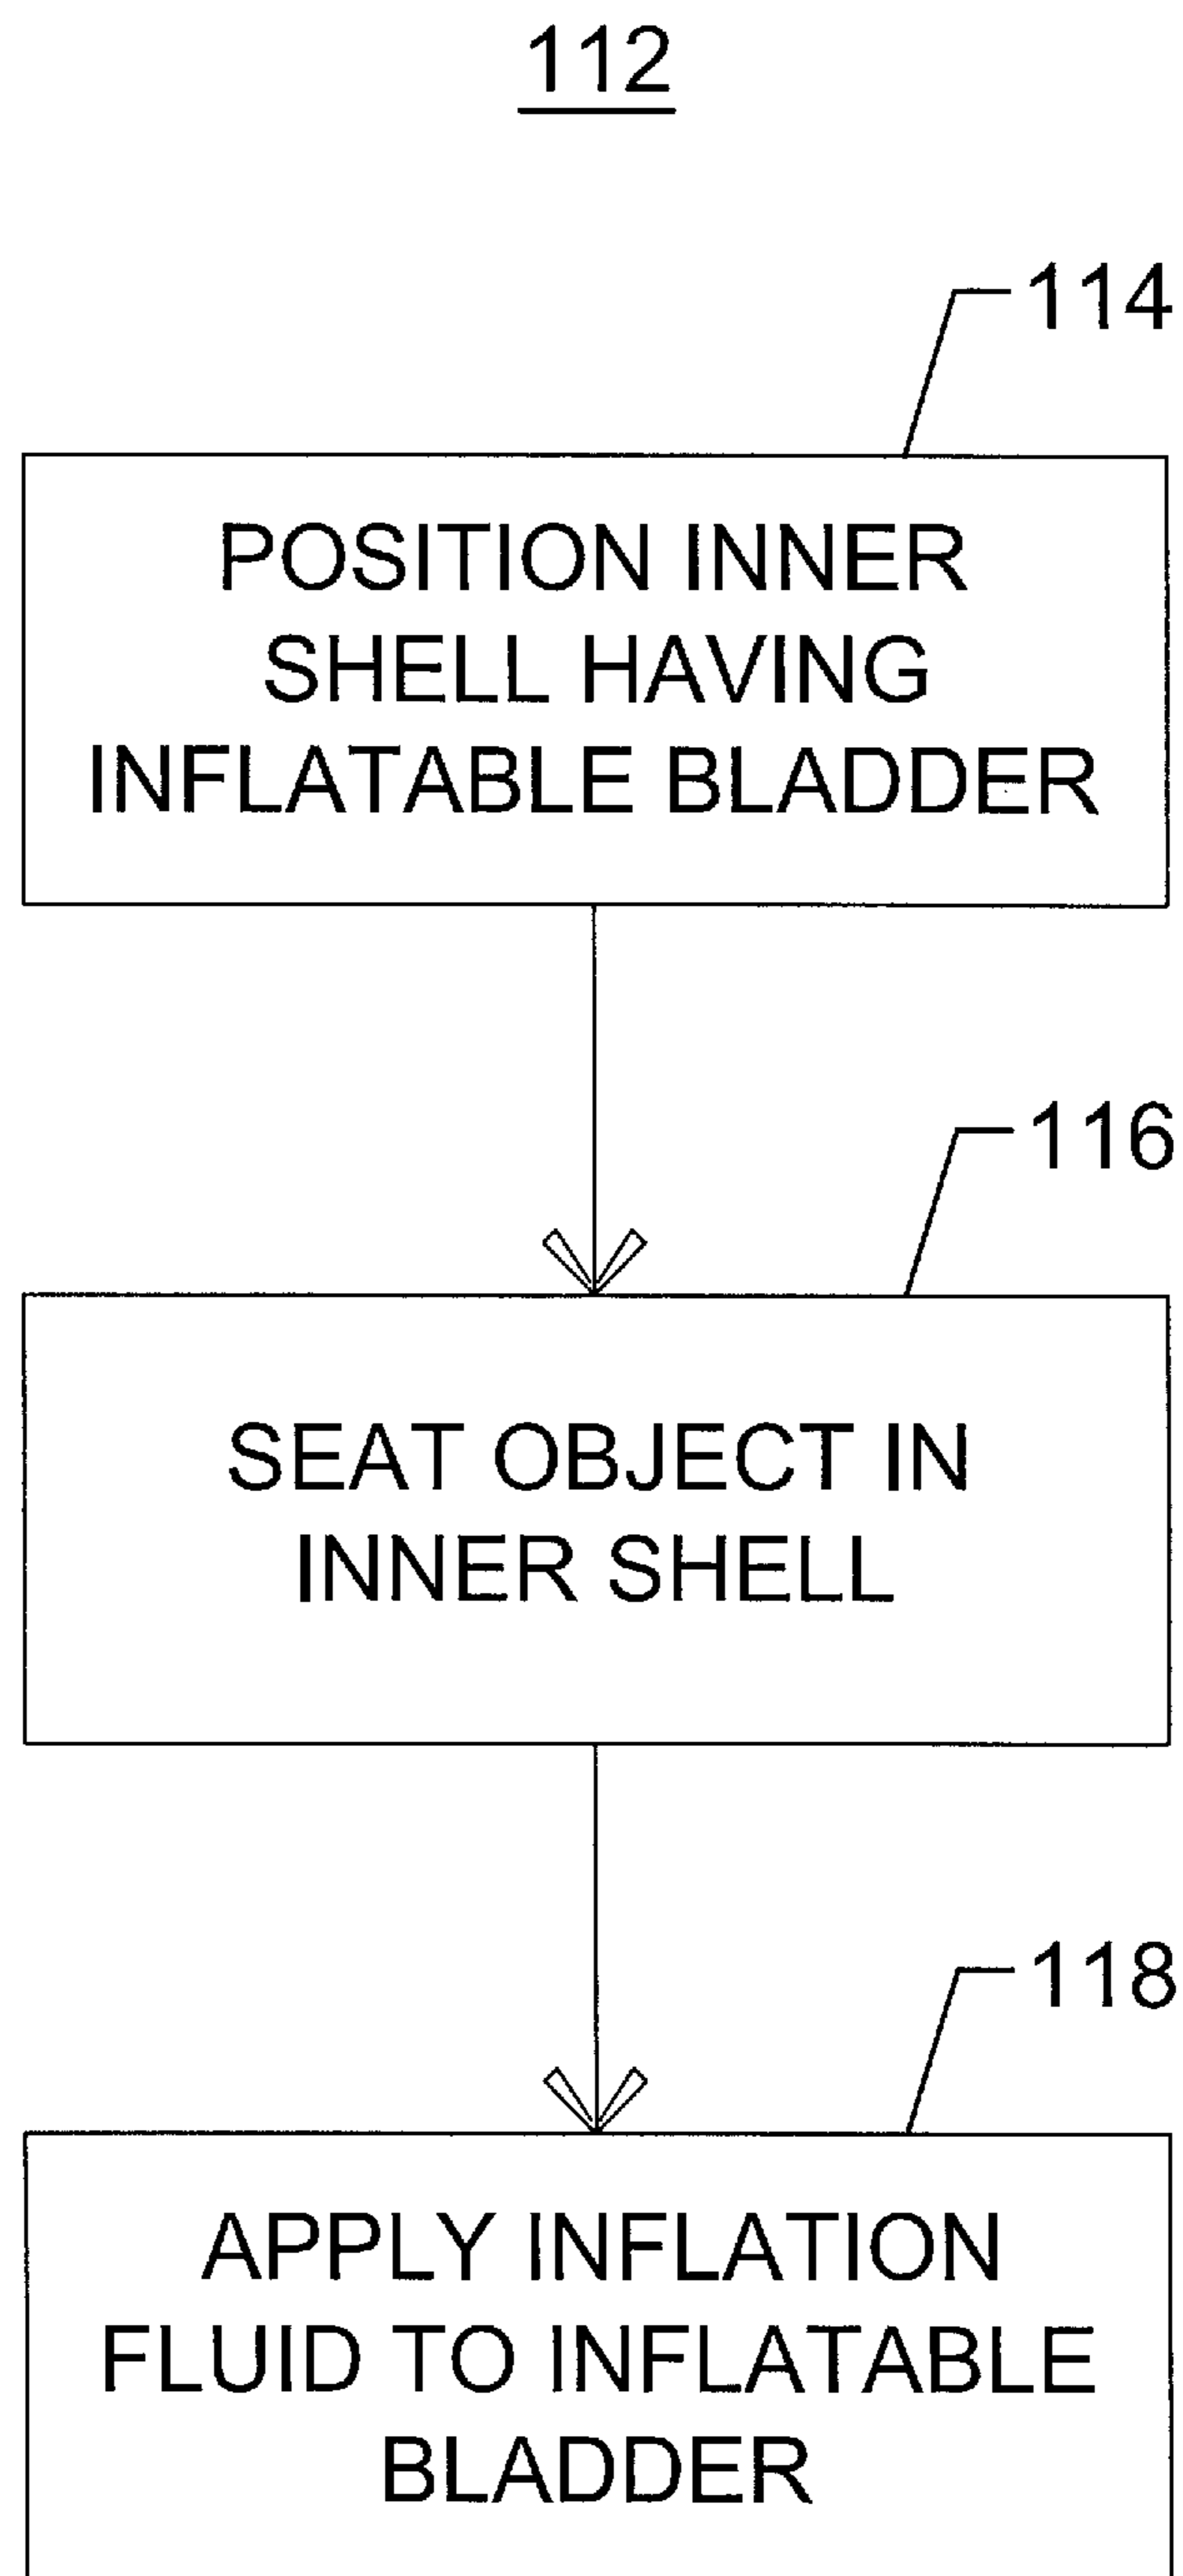 112
114
POSITION INNER
SHELL HAVING
INFLATABLE BLADDER
116
SEAT OBJECT IN
INNER SHELL
118
APPLY INFLATION
FLUID TO INFLATABLE
BLADDER